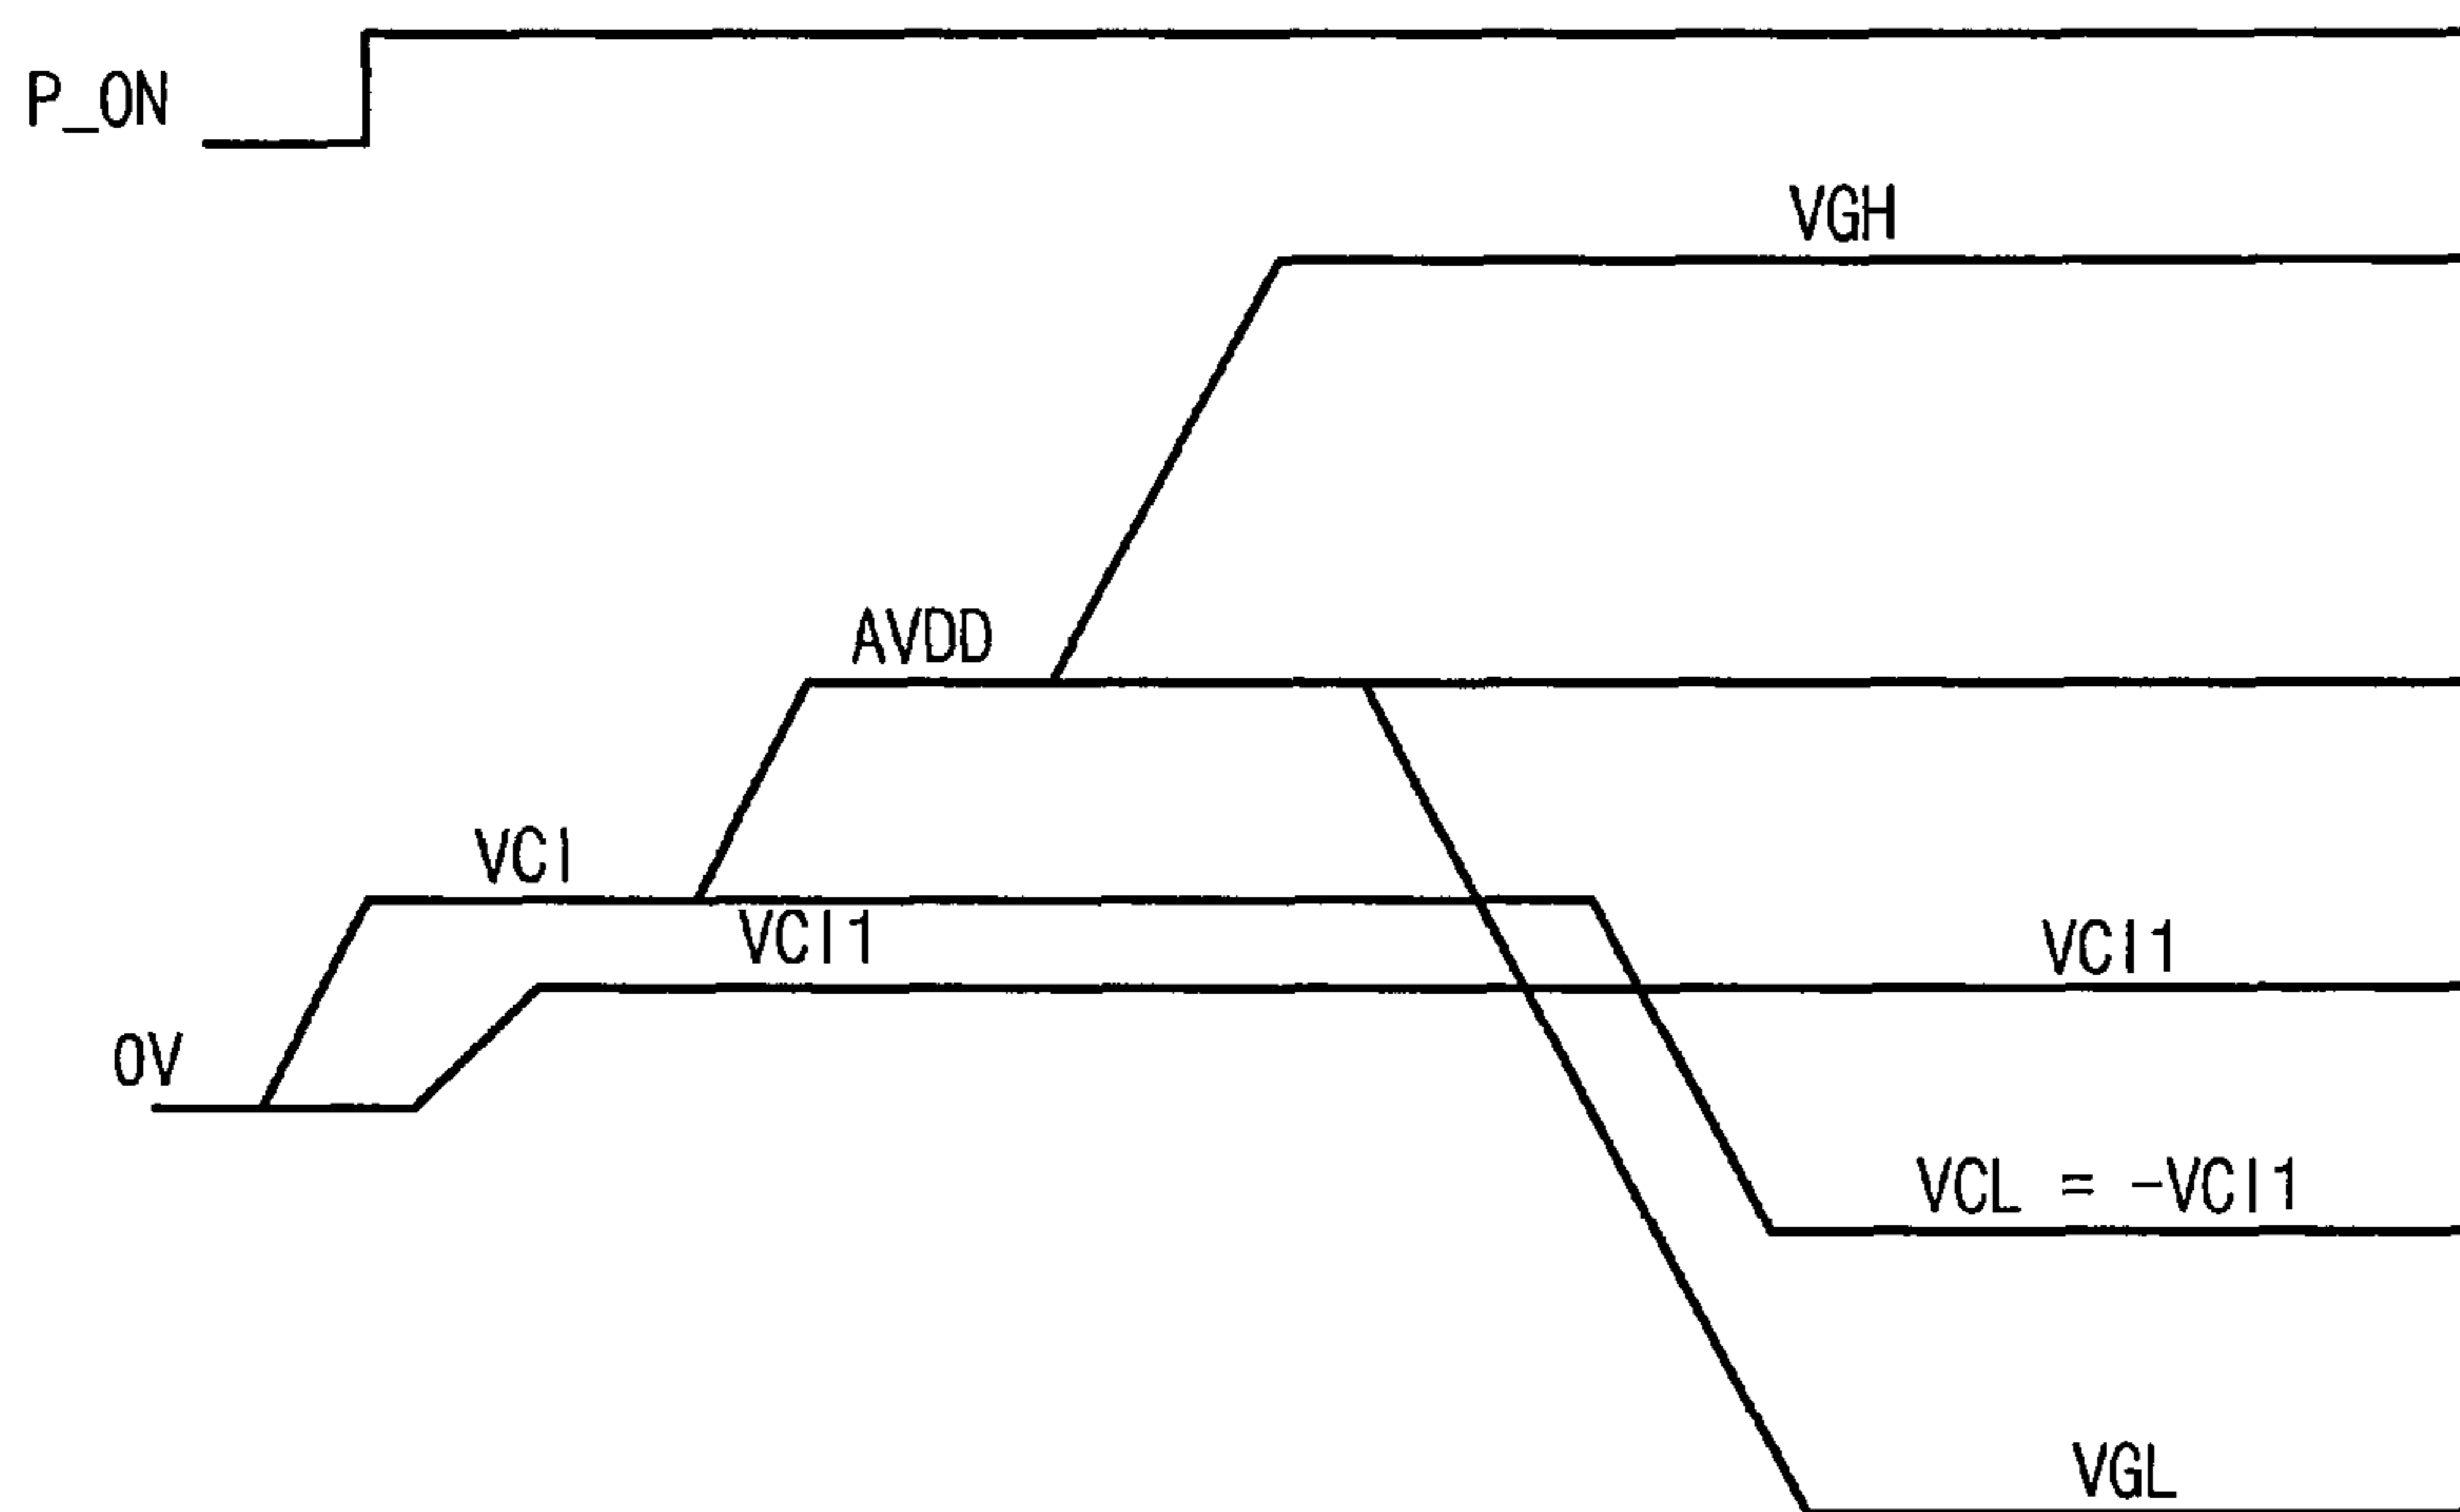 P_ON
VGH
AVDD
VCI
VCI1
VCI1
0V
VCL = -VCI1
VGL